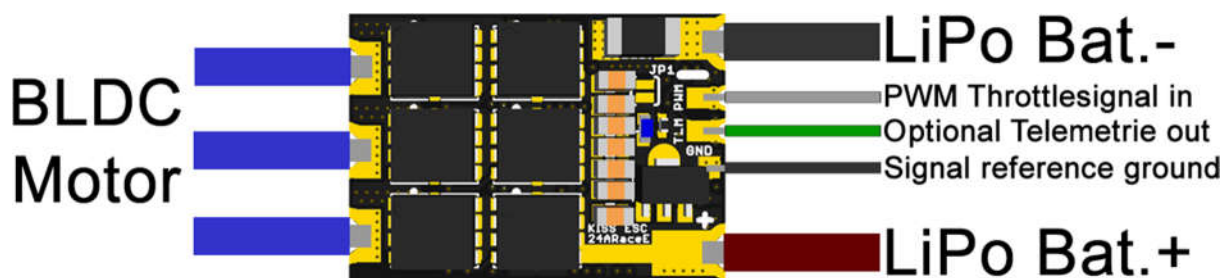 BLDC
Motor
JP1
PWM
TLM
GND
+
KISS ESC
24ARaceE
LiPo Bat.-
PWM Throttlesignal in
Optional Telemetrie out
Signal reference ground
LiPo Bat.+